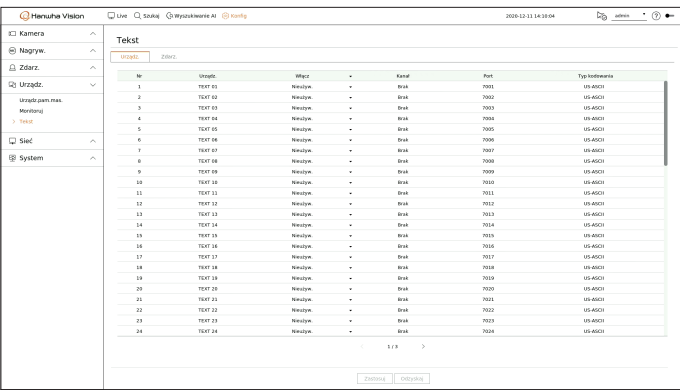 Hanwha Vision Live Szukaj Wyszukiwanie AI Konfig 2020-12-11 14:10:04 admin
Kamera
Nagryw.
Zdarz.
Urządz.
Urządz.pam.mas.
Monitoruj
Tekst
Sieć
System
Tekst
Urządz. Zdarz.
Nr Urządz. Włącz Kanał Port Typ kodowania
1 TEXT 01 Nieużyw. Brak 7001 US-ASCII
2 TEXT 02 Nieużyw. Brak 7002 US-ASCII
3 TEXT 03 Nieużyw. Brak 7003 US-ASCII
4 TEXT 04 Nieużyw. Brak 7004 US-ASCII
5 TEXT 05 Nieużyw. Brak 7005 US-ASCII
6 TEXT 06 Nieużyw. Brak 7006 US-ASCII
7 TEXT 07 Nieużyw. Brak 7007 US-ASCII
8 TEXT 08 Nieużyw. Brak 7008 US-ASCII
9 TEXT 09 Nieużyw. Brak 7009 US-ASCII
10 TEXT 10 Nieużyw. Brak 7010 US-ASCII
11 TEXT 11 Nieużyw. Brak 7011 US-ASCII
12 TEXT 12 Nieużyw. Brak 7012 US-ASCII
13 TEXT 13 Nieużyw. Brak 7013 US-ASCII
14 TEXT 14 Nieużyw. Brak 7014 US-ASCII
15 TEXT 15 Nieużyw. Brak 7015 US-ASCII
16 TEXT 16 Nieużyw. Brak 7016 US-ASCII
17 TEXT 17 Nieużyw. Brak 7017 US-ASCII
18 TEXT 18 Nieużyw. Brak 7018 US-ASCII
19 TEXT 19 Nieużyw. Brak 7019 US-ASCII
20 TEXT 20 Nieużyw. Brak 7020 US-ASCII
21 TEXT 21 Nieużyw. Brak 7021 US-ASCII
22 TEXT 22 Nieużyw. Brak 7022 US-ASCII
23 TEXT 23 Nieużyw. Brak 7023 US-ASCII
24 TEXT 24 Nieużyw. Brak 7024 US-ASCII
1 / 3
Zastosuj Odzyskaj